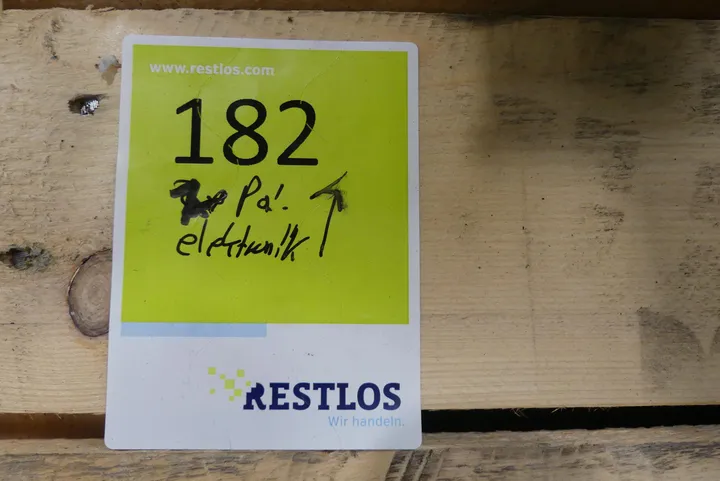 www.restlos.com
182
Pal.
elektronik
RESTLOS
Wir handeln.